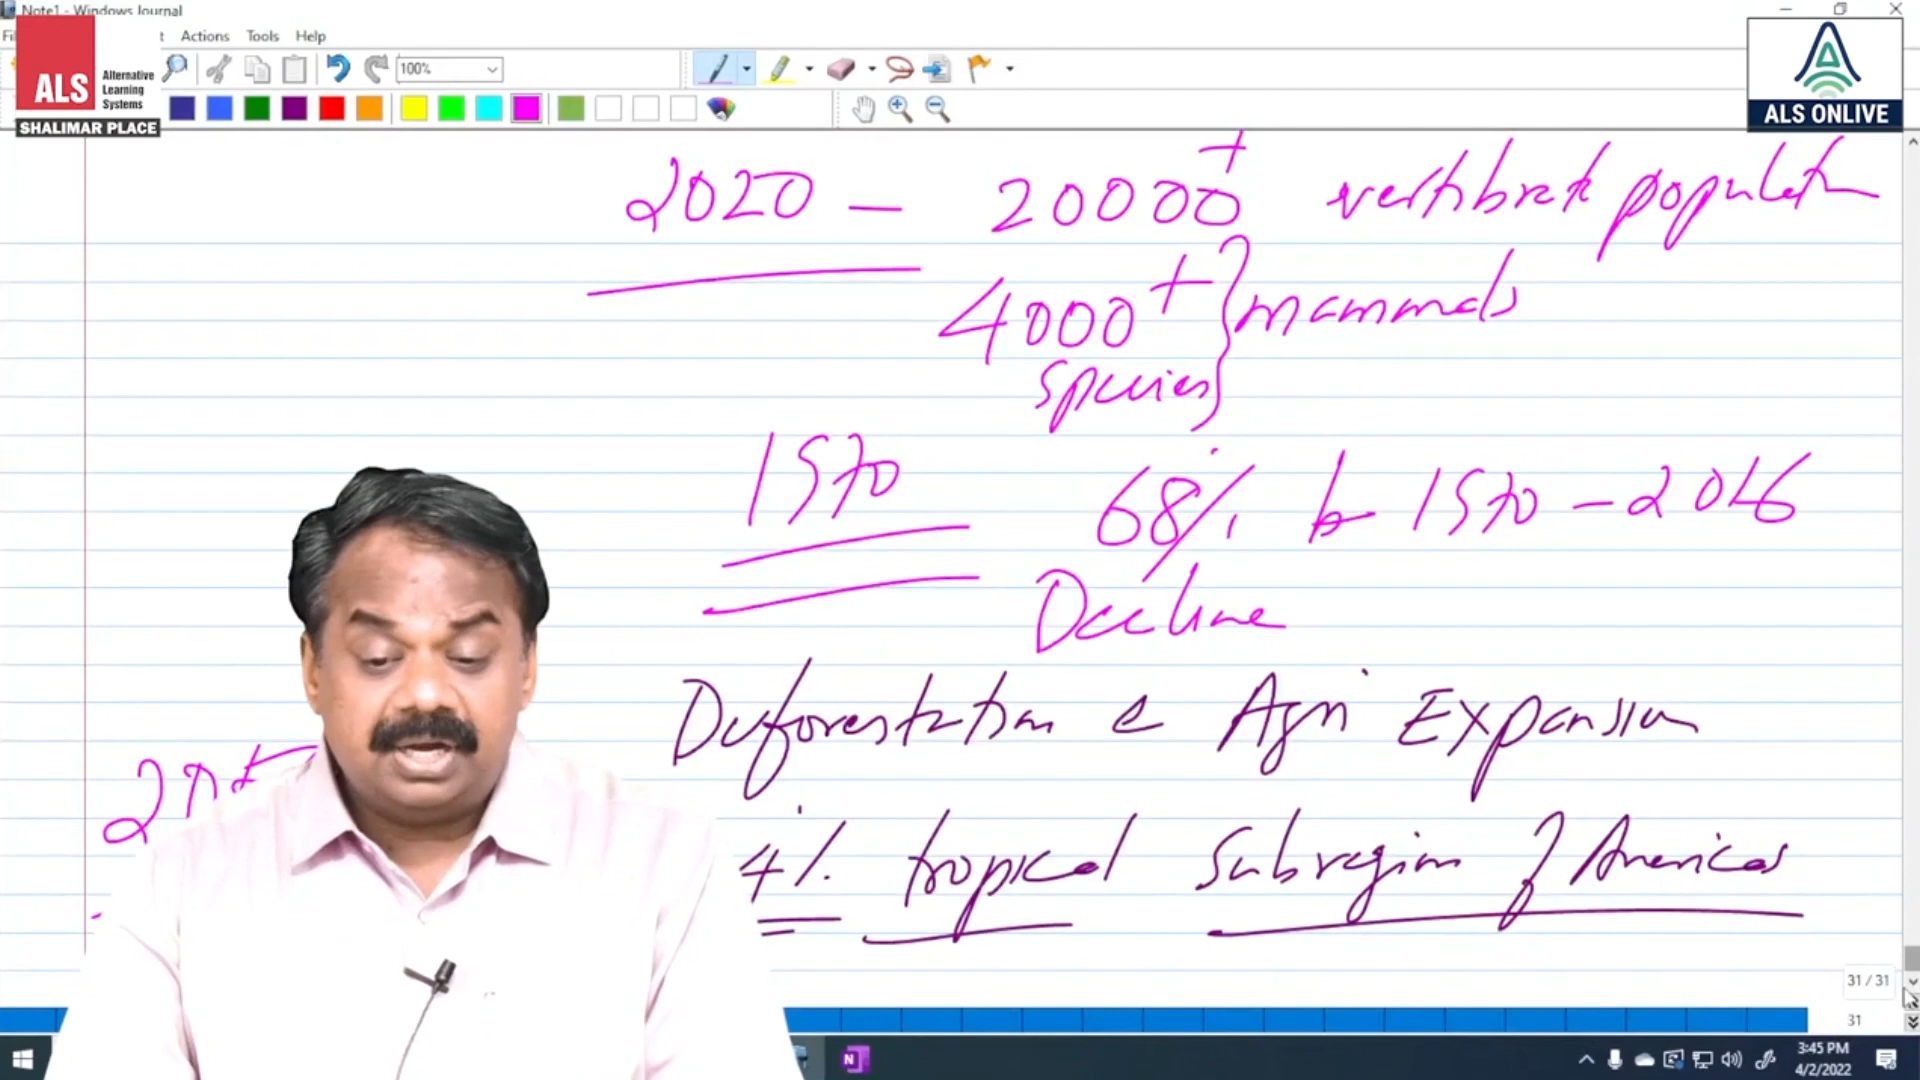 Note1 - Windows Journal
Actions Tools Help
ALS
Alternative
Learning
Systems
SHALIMAR PLACE
100%
ALS ONLIVE
2020 - 20000+ vertibrate population
4000+ } mammals
species
1970 68% b 1970 - 2016
Decline
Deforestation & Agri Expansion
4% tropical Subregion of Americas
31 / 31
31
3:45 PM
4/2/2022